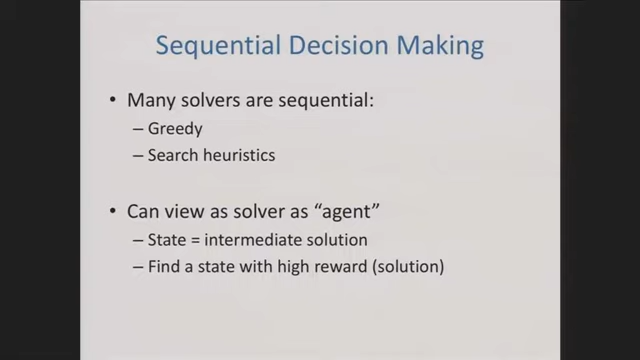 Sequential Decision Making
• Many solvers are sequential:
– Greedy
– Search heuristics
• Can view as solver as “agent”
– State = intermediate solution
– Find a state with high reward (solution)